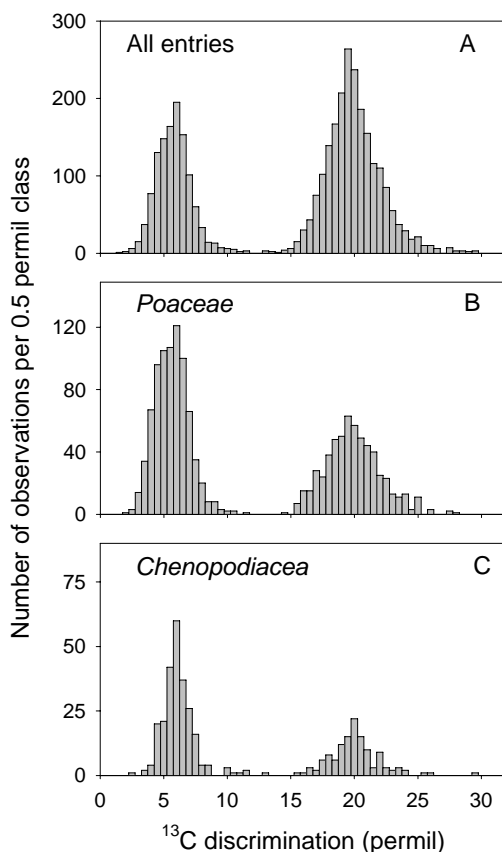 Number of observations per 0.5 permil class
300
All entries A
200
100
0
Poaceae B
120
80
40
0
Chenopodiacea C
75
50
25
0
0 5 10 15 20 25 30
¹³C discrimination (permil)